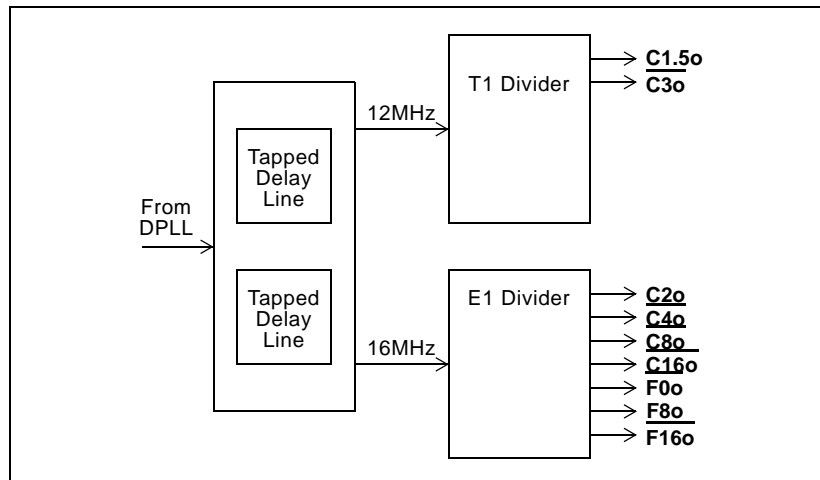 C1.5o
T1 Divider
C3o
12MHz
Tapped
Delay
Line
From
DPLL
Tapped
Delay
Line
16MHz
E1 Divider
C2o
C4o
C8o
C16o
F0o
F8o
F16o